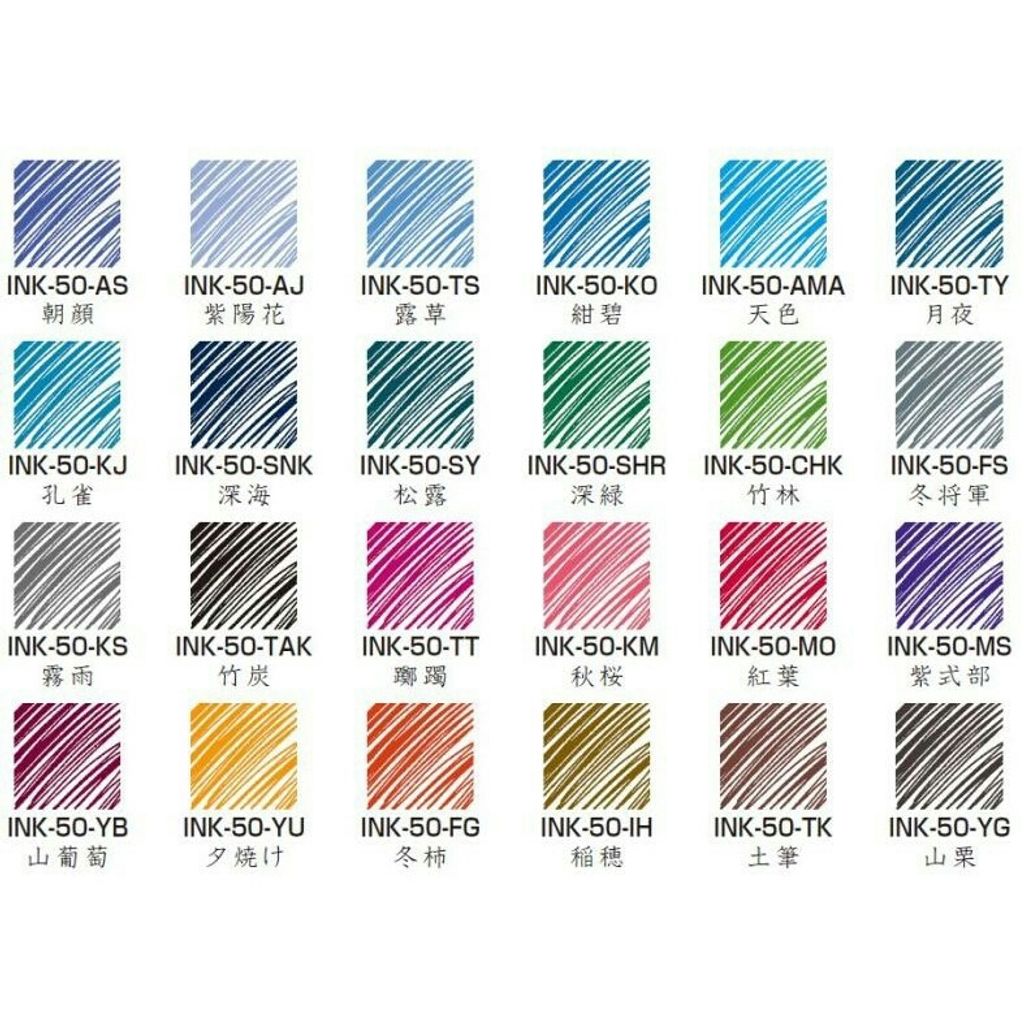 INK-50-AS INK-50-AJ INK-50-TS INK-50-KO INK-50-AMA INK-50-TY
朝顔 紫陽花 露草 紺碧 天色 月夜
INK-50-KJ INK-50-SNK INK-50-SY INK-50-SHR INK-50-CHK INK-50-FS
孔雀 深海 松露 深緑 竹林 冬将軍
INK-50-KS INK-50-TAK INK-50-TT INK-50-KM INK-50-MO INK-50-MS
霧雨 竹炭 躑躅 秋桜 紅葉 紫式部
INK-50-YB INK-50-YU INK-50-FG INK-50-IH INK-50-TK INK-50-YG
山葡萄 夕焼け 冬柿 稲穂 土筆 山栗